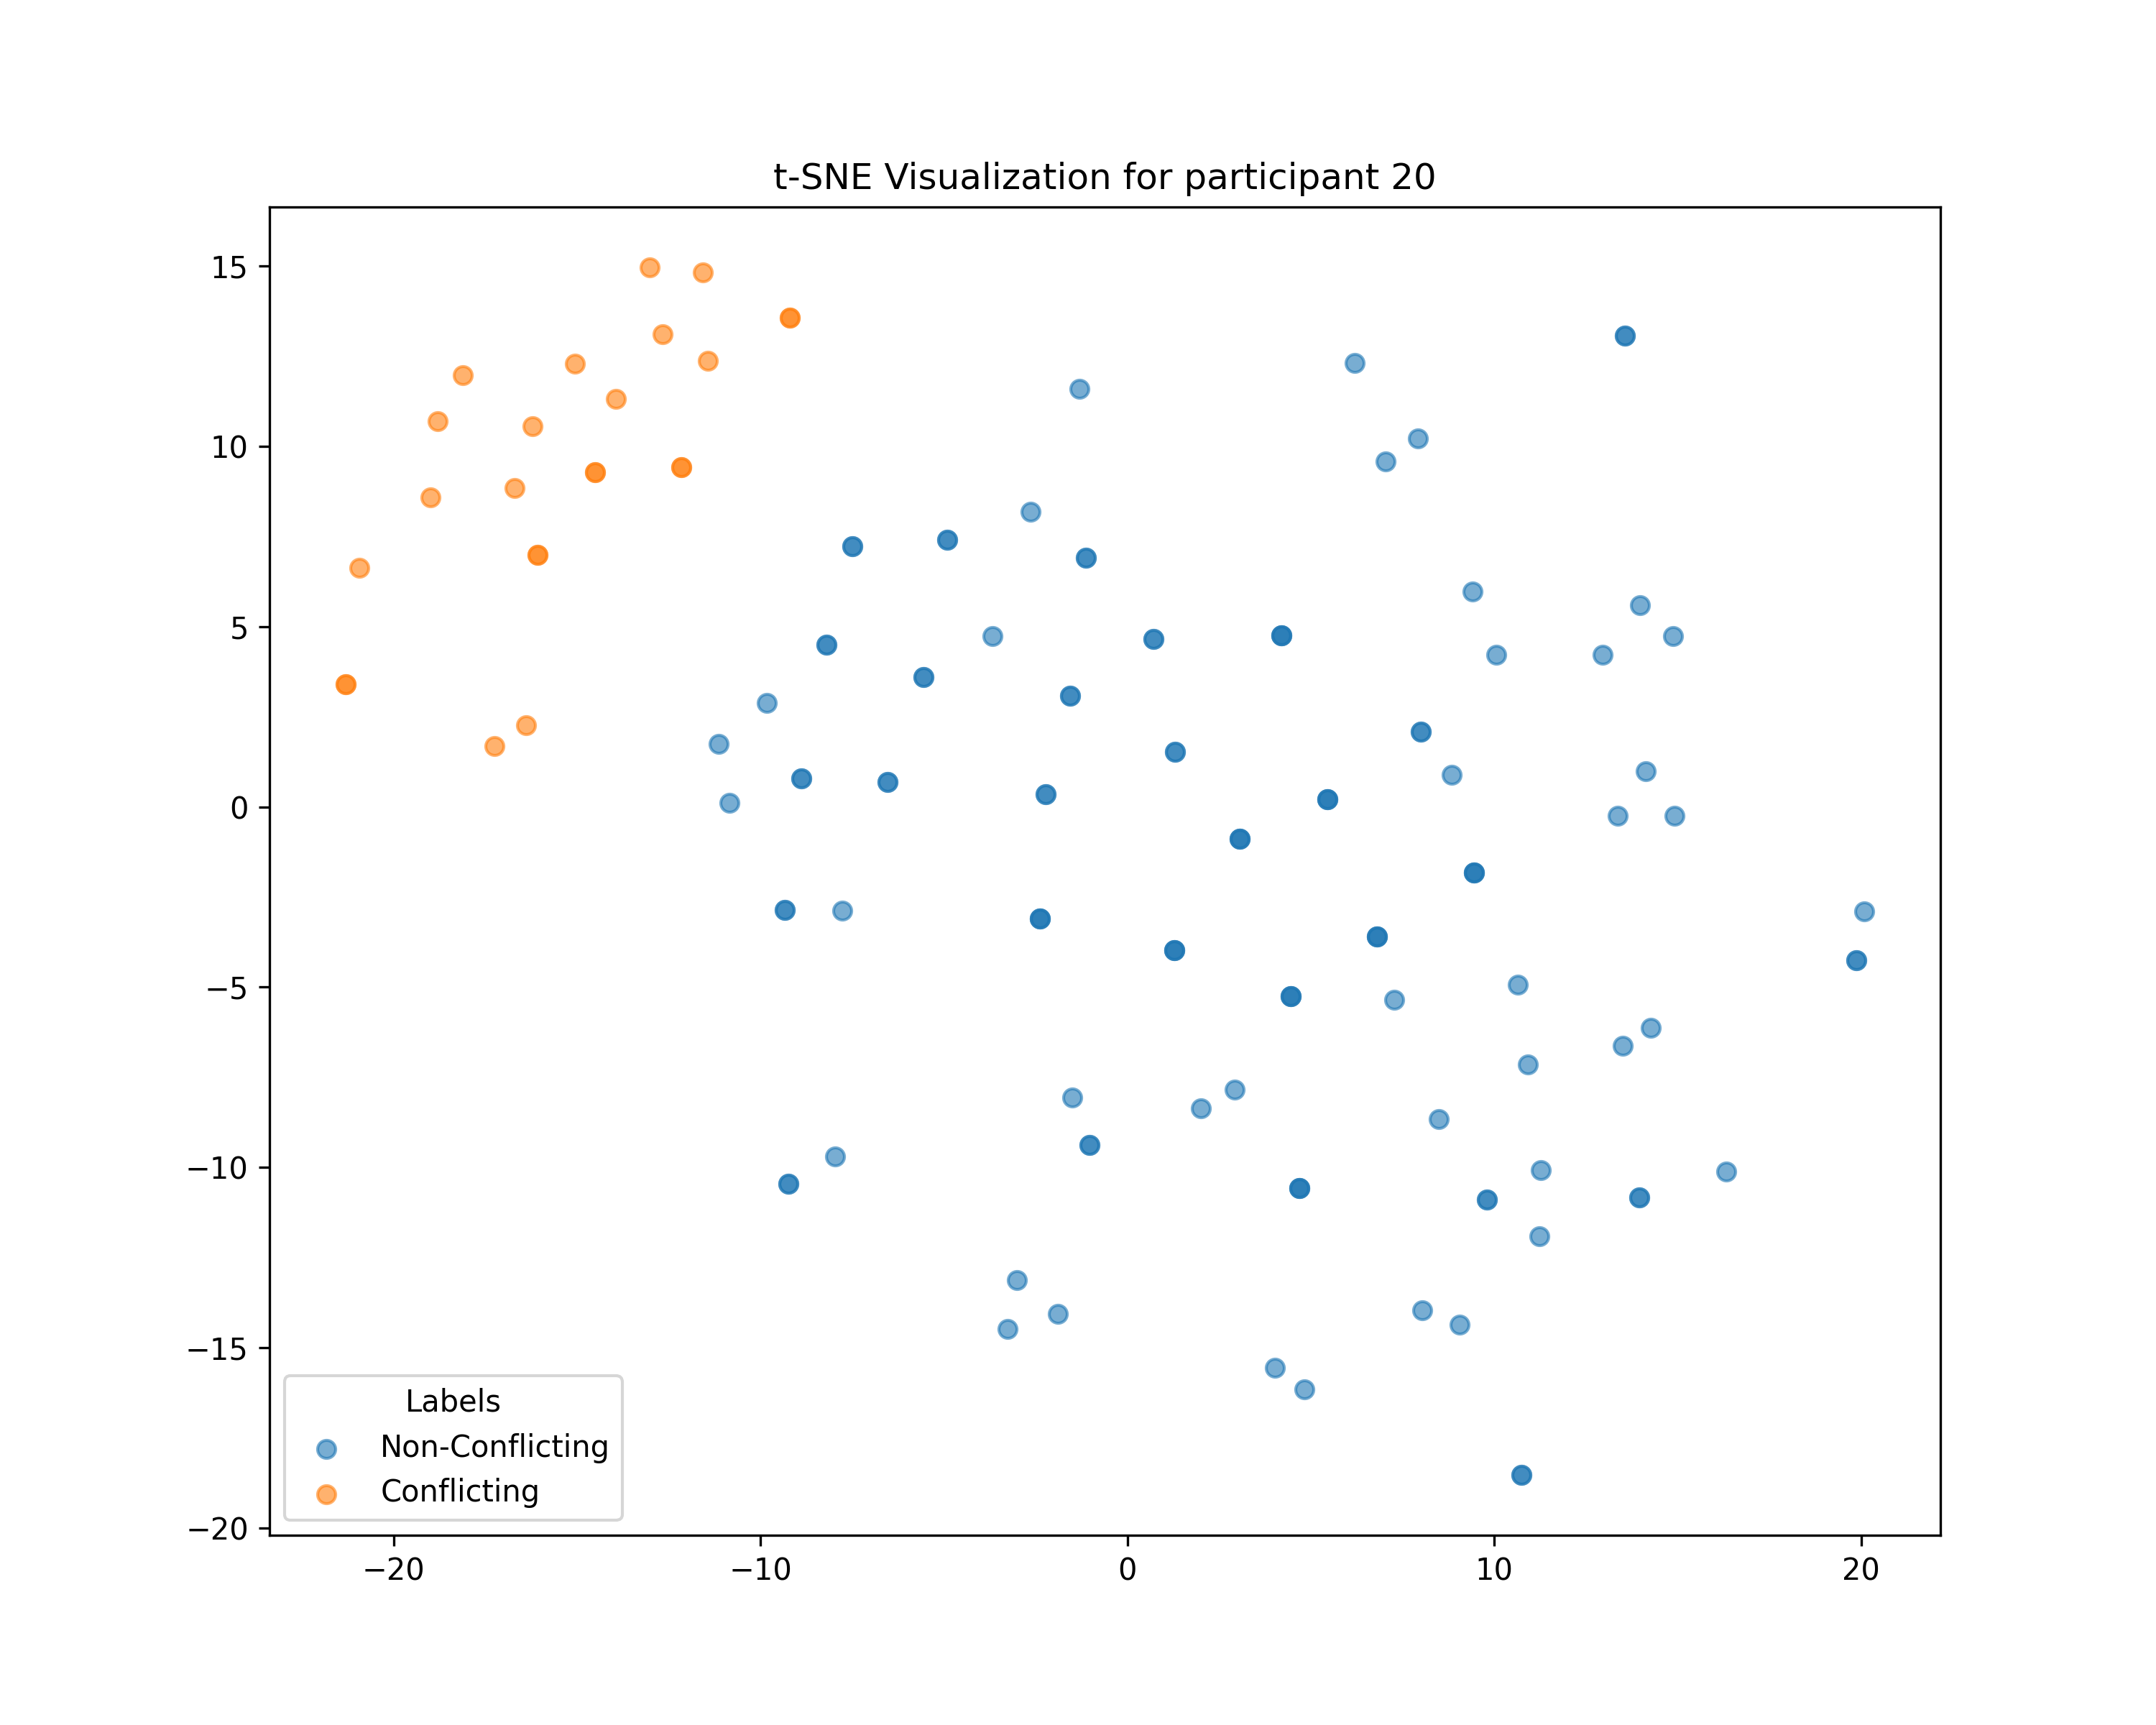 t-SNE Visualization for participant 20
15
10
5
0
−5
−10
−15
−20
−20 −10 0 10 20
Labels
Non-Conflicting
Conflicting